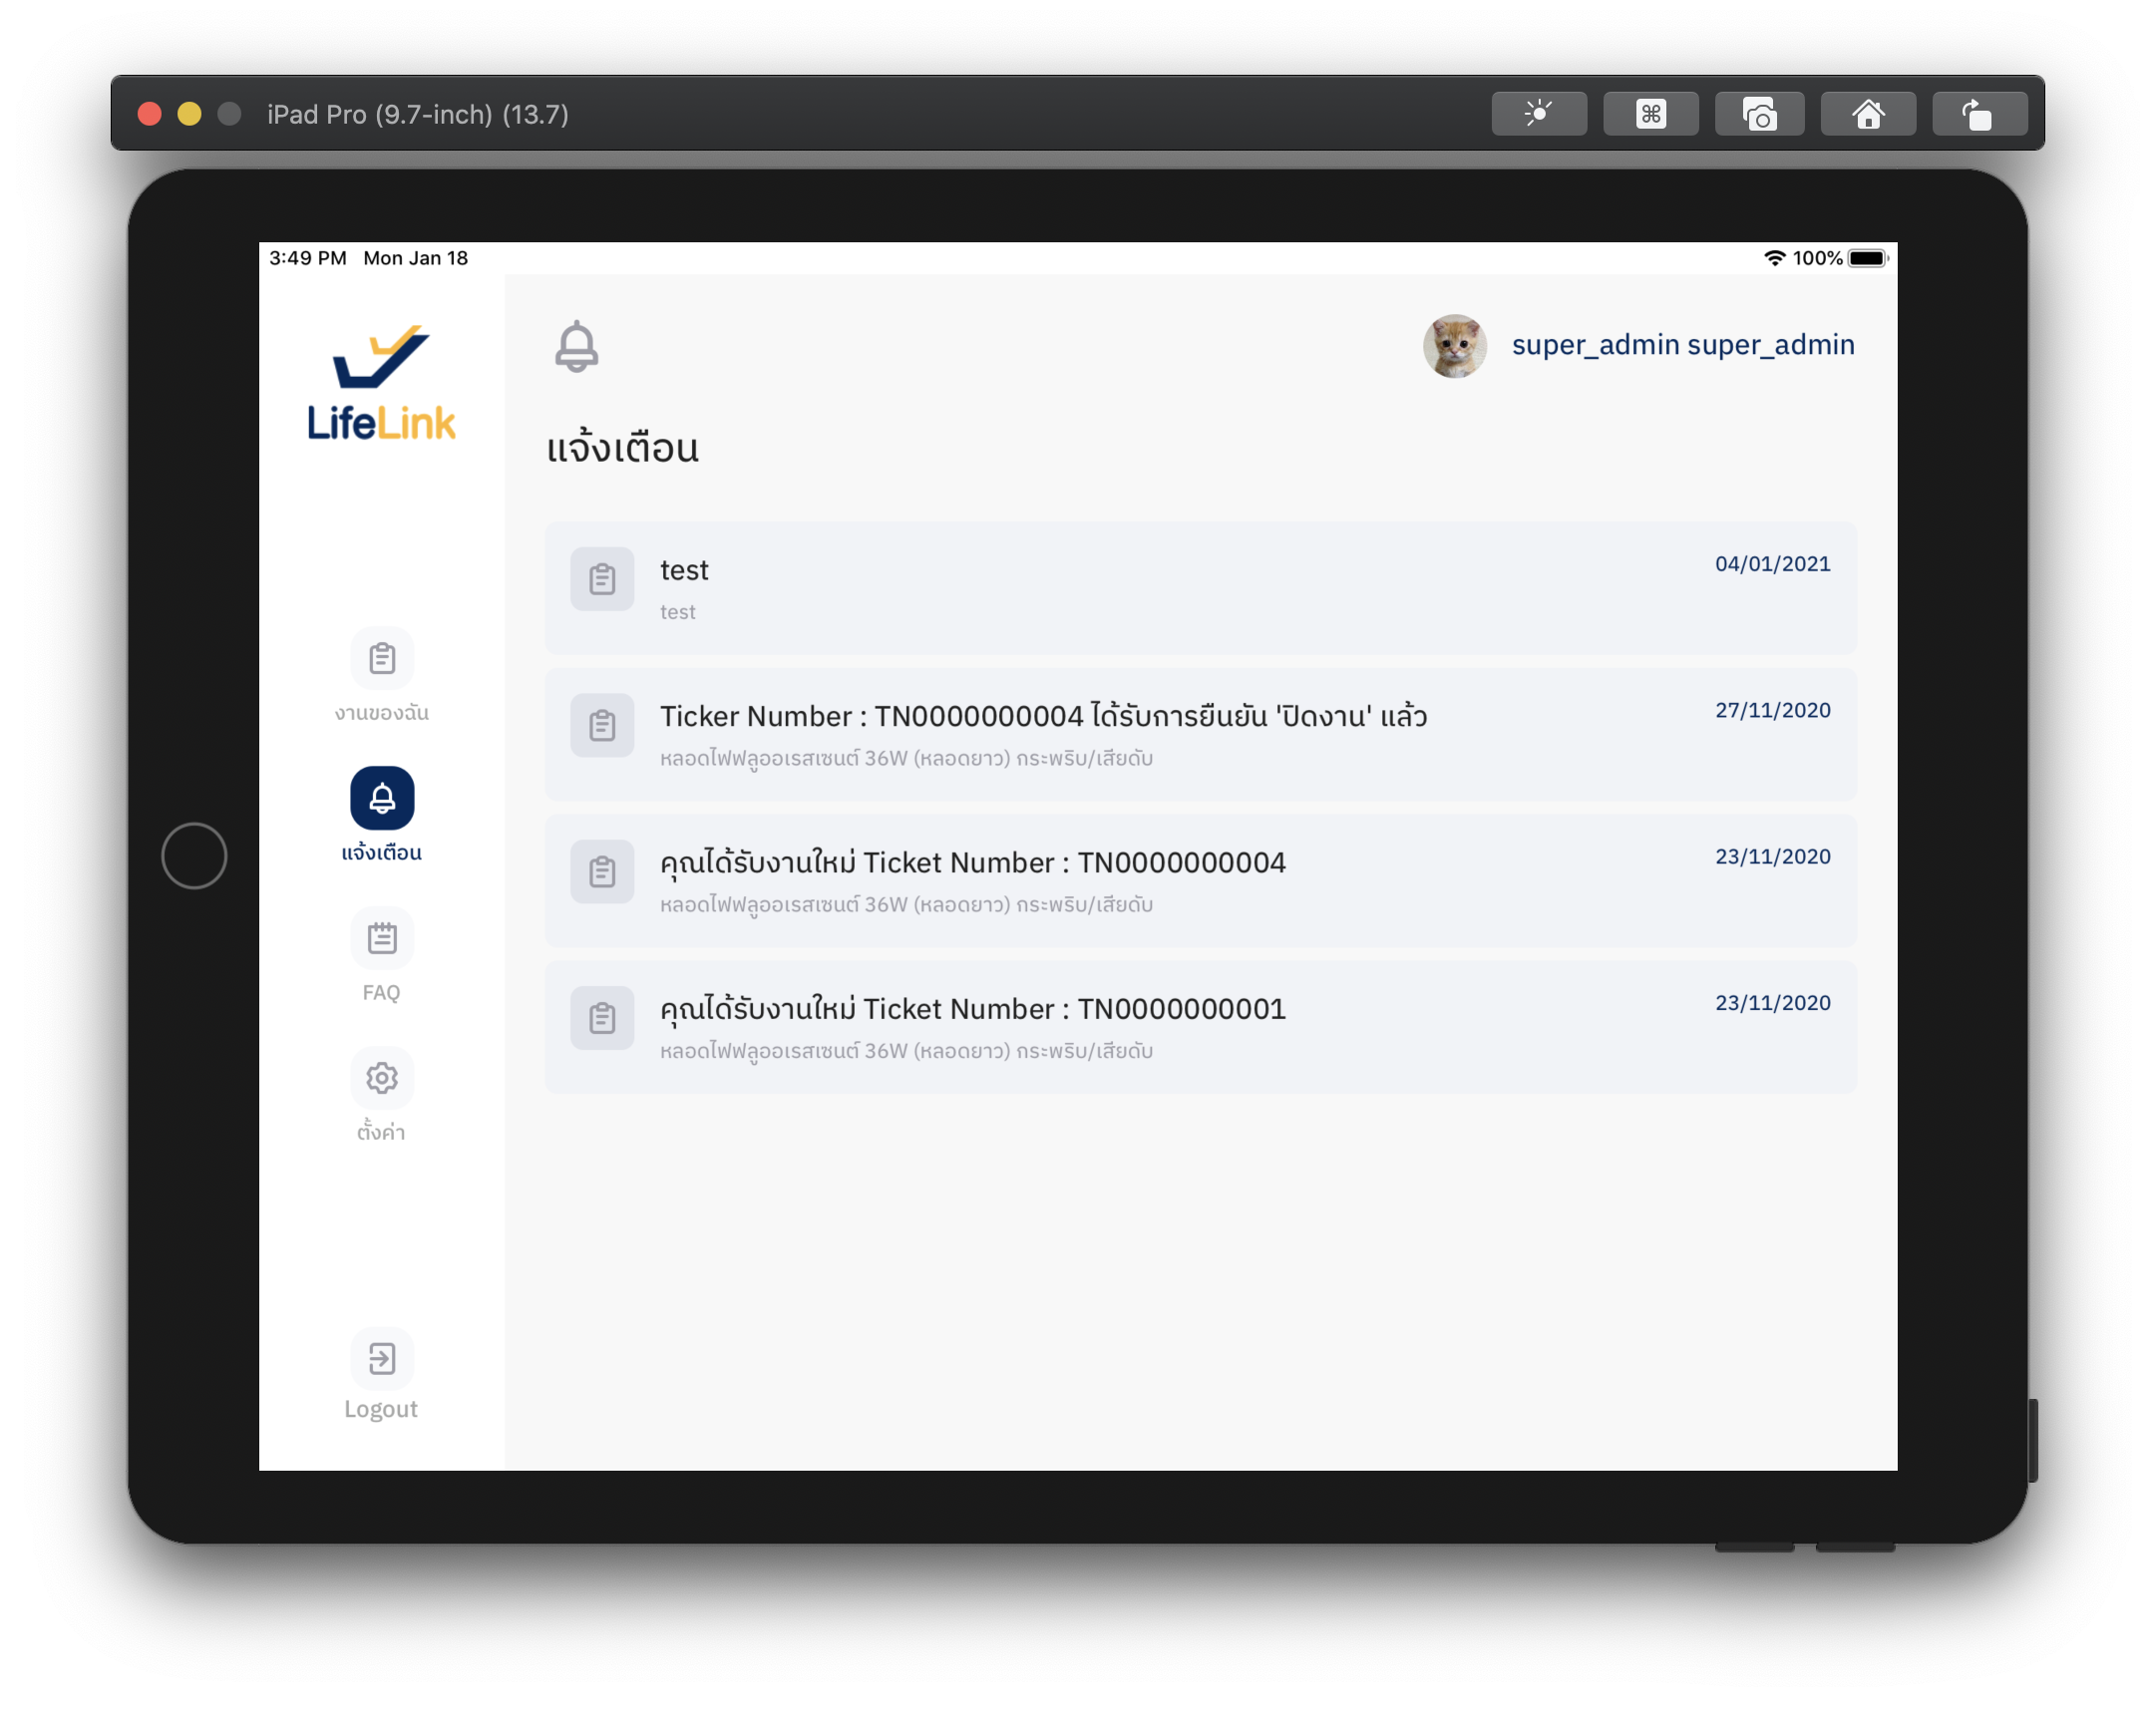 iPad Pro (9.7-inch) (13.7)
3:49 PM Mon Jan 18
100%
LifeLink
super_admin super_admin
แจ้งเตือน
งานของฉัน
แจ้งเตือน
FAQ
ตั้งค่า
Logout
test
04/01/2021
test
Ticker Number : TN0000000004 ได้รับการยืนยัน 'ปิดงาน' แล้ว
27/11/2020
หลอดไฟฟลูออเรสเซนต์ 36W (หลอดยาว) กระพริบ/เสียดับ
คุณได้รับงานใหม่ Ticket Number : TN0000000004
23/11/2020
หลอดไฟฟลูออเรสเซนต์ 36W (หลอดยาว) กระพริบ/เสียดับ
คุณได้รับงานใหม่ Ticket Number : TN0000000001
23/11/2020
หลอดไฟฟลูออเรสเซนต์ 36W (หลอดยาว) กระพริบ/เสียดับ